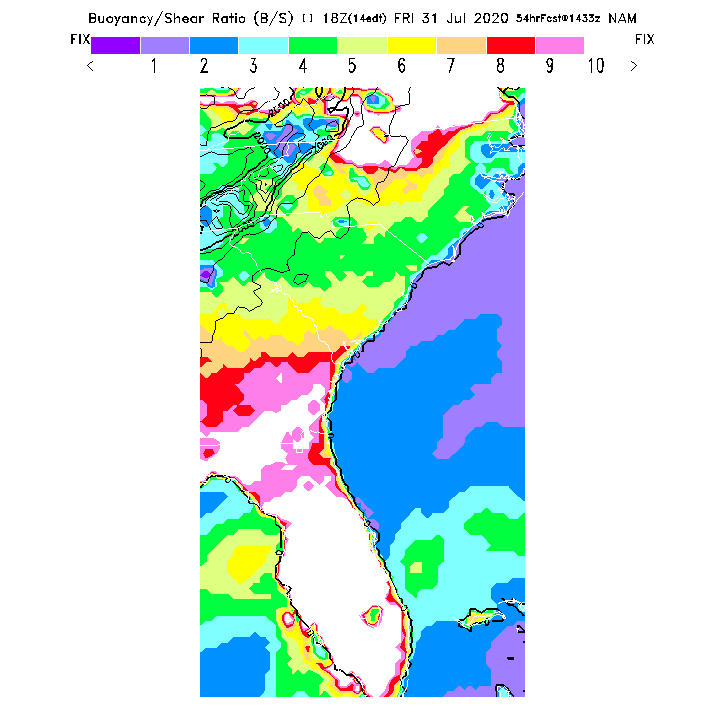 Buoyancy/Shear Ratio (B/S) [] 18Z(14edt) FRI 31 Jul 2020 54hrFcst@1433z NAM
FIX FIX
< 1 2 3 4 5 6 7 8 9 10 >